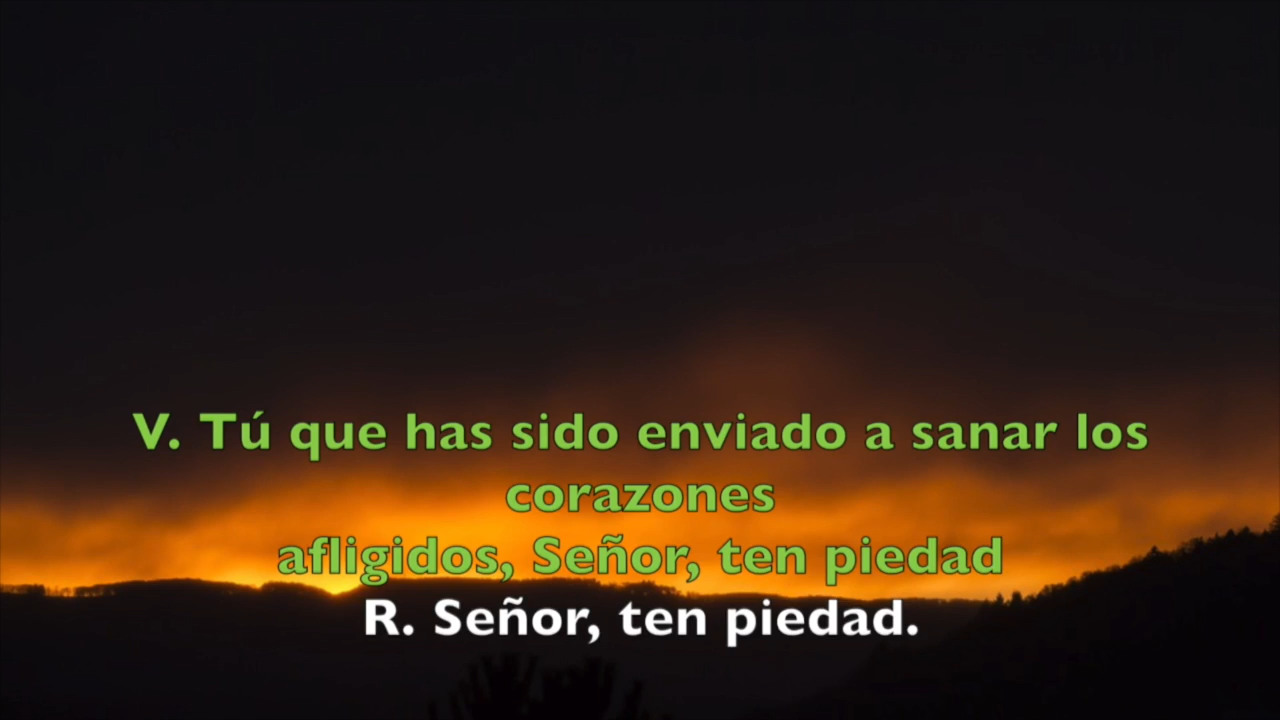 V. Tú que has sido enviado a sanar los
corazones
afligidos, Señor, ten piedad
R. Señor, ten piedad.